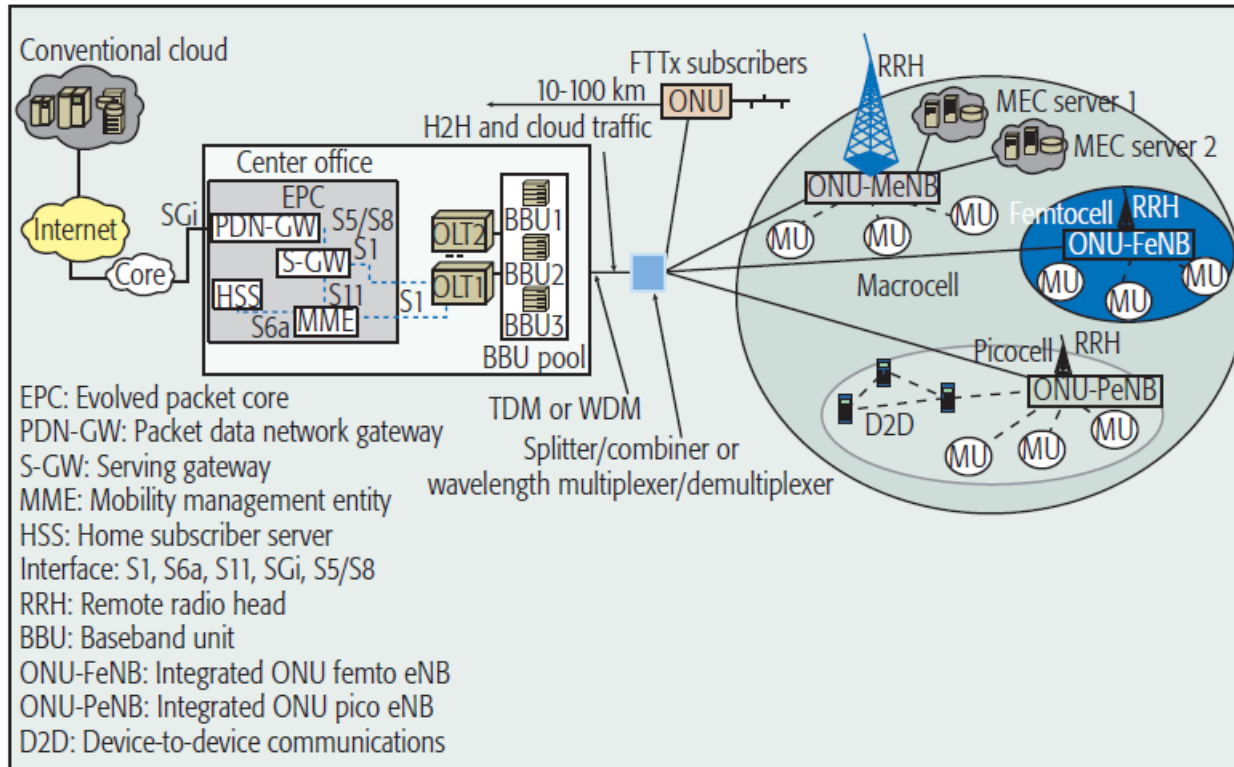 Conventional cloud
FTTx subscribers
RRH
10-100 km
ONU
MEC server 1
H2H and cloud traffic
MEC server 2
Center office
EPC
ONU-MeNB
SGi
PDN-GW
S5/S8
BBU1
MU
MU
MU
Femtocell
RRH
Internet
OLT2
S1
ONU-FeNB
S-GW
BBU2
Core
OLT1
MU
MU
MU
HSS
S11
S1
Macrocell
S6a
MME
BBU3
BBU pool
Picocell
RRH
ONU-PeNB
EPC: Evolved packet core
TDM or WDM
D2D
PDN-GW: Packet data network gateway
MU
MU
MU
S-GW: Serving gateway
Splitter/combiner or
wavelength multiplexer/demultiplexer
MME: Mobility management entity
HSS: Home subscriber server
Interface: S1, S6a, S11, SGi, S5/S8
RRH: Remote radio head
BBU: Baseband unit
ONU-FeNB: Integrated ONU femto eNB
ONU-PeNB: Integrated ONU pico eNB
D2D: Device-to-device communications